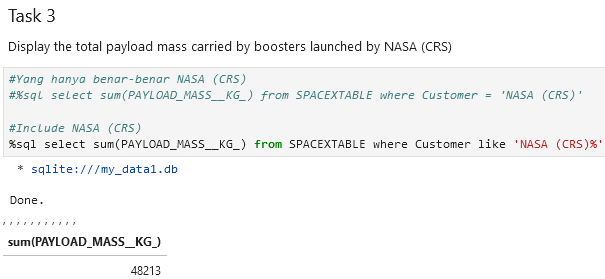 Task 3
Display the total payload mass carried by boosters launched by NASA (CRS)
#Yang hanya benar-benar NASA (CRS)
#%sql select sum(PAYLOAD_MASS__KG_) from SPACEXTABLE where Customer = 'NASA (CRS)'
#Include NASA (CRS)
%sql select sum(PAYLOAD_MASS__KG_) from SPACEXTABLE where Customer like 'NASA (CRS)%'
* sqlite:///my_data1.db
Done.
, , , , , , , , , , ,
sum(PAYLOAD_MASS__KG_)
48213